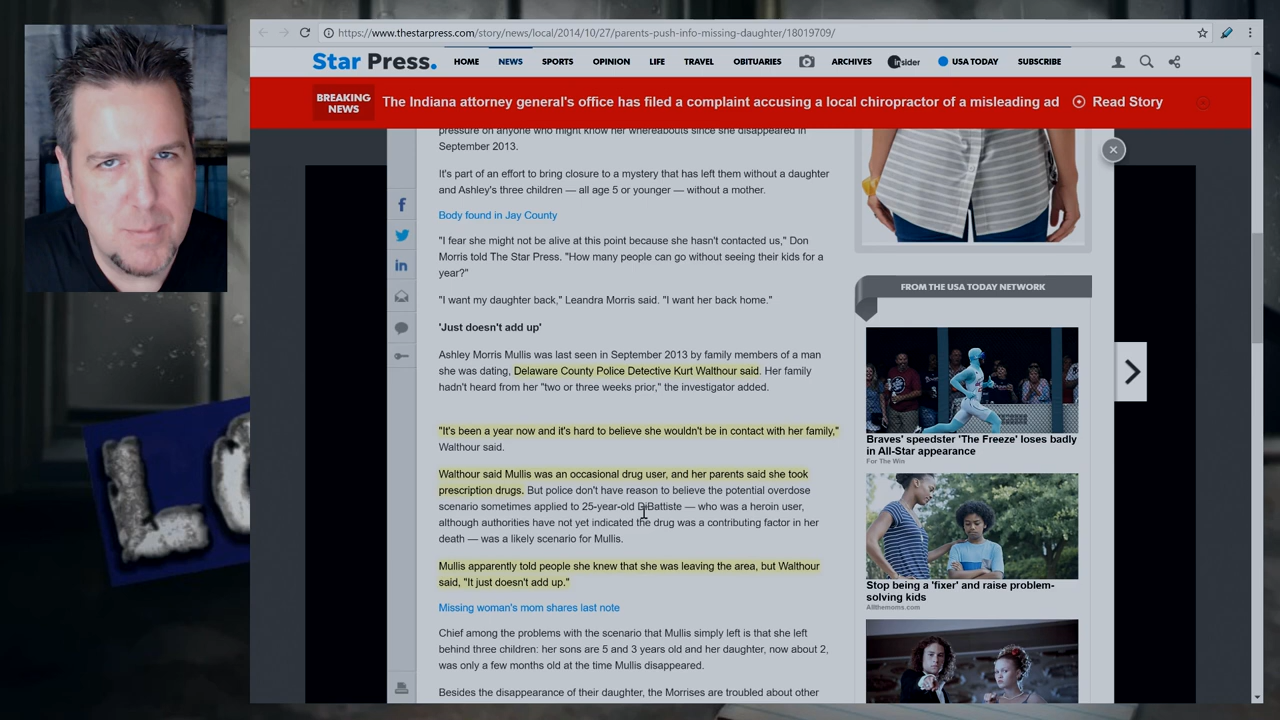 https://www.thestarpress.com/story/news/local/2014/10/27/parents-push-info-missing-daughter/18019709/
Star Press.
HOME
NEWS
SPORTS
OPINION
LIFE
TRAVEL
OBITUARIES
ARCHIVES
insider
USA TODAY
SUBSCRIBE
BREAKING
NEWS
The Indiana attorney general's office has filed a complaint accusing a local chiropractor of a misleading ad
Read Story
pressure on anyone who might know her whereabouts since she disappeared in
September 2013.
It's part of an effort to bring closure to a mystery that has left them without a daughter
and Ashley's three children — all age 5 or younger — without a mother.
Body found in Jay County
"I fear she might not be alive at this point because she hasn't contacted us," Don
Morris told The Star Press. "How many people can go without seeing their kids for a
year?"
"I want my daughter back," Leandra Morris said. "I want her back home."
'Just doesn't add up'
Ashley Morris Mullis was last seen in September 2013 by family members of a man
she was dating, Delaware County Police Detective Kurt Walthour said. Her family
hadn't heard from her "two or three weeks prior," the investigator added.
"It's been a year now and it's hard to believe she wouldn't be in contact with her family,"
Walthour said.
Walthour said Mullis was an occasional drug user, and her parents said she took
prescription drugs. But police don't have reason to believe the potential overdose
scenario sometimes applied to 25-year-old DiBattiste — who was a heroin user,
although authorities have not yet indicated the drug was a contributing factor in her
death — was a likely scenario for Mullis.
Mullis apparently told people she knew that she was leaving the area, but Walthour
said, "It just doesn't add up."
Missing woman's mom shares last note
Chief among the problems with the scenario that Mullis simply left is that she left
behind three children: her sons are 5 and 3 years old and her daughter, now about 2,
was only a few months old at the time Mullis disappeared.
Besides the disappearance of their daughter, the Morrises are troubled about other
FROM THE USA TODAY NETWORK
Braves' speedster 'The Freeze' loses badly
in All-Star appearance
For The Win
Stop being a 'fixer' and raise problem-
solving kids
Allthemoms.com
LO